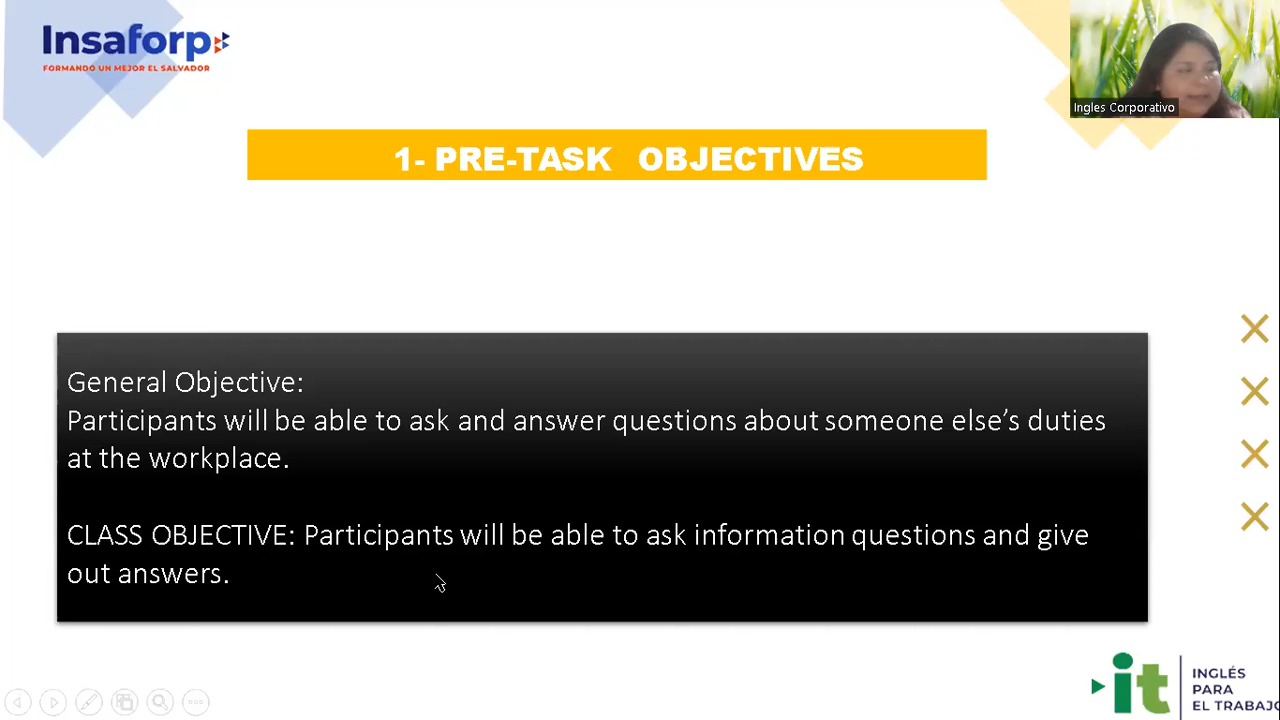 Insaforp
FORMANDO UN MEJOR EL SALVADOR
Ingles Corporativo
1- PRE-TASK OBJECTIVES
General Objective:
Participants will be able to ask and answer questions about someone else’s duties
at the workplace.
CLASS OBJECTIVE: Participants will be able to ask information questions and give
out answers.
it
INGLÉS
PARA
EL TRABAJO